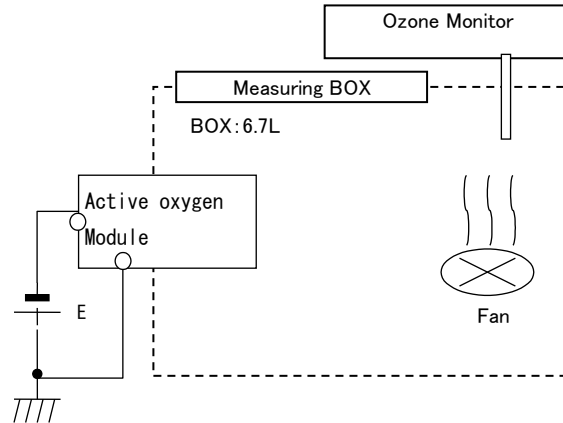 Ozone Monitor
Measuring BOX
BOX:6.7L
Active oxygen
Module
E
Fan